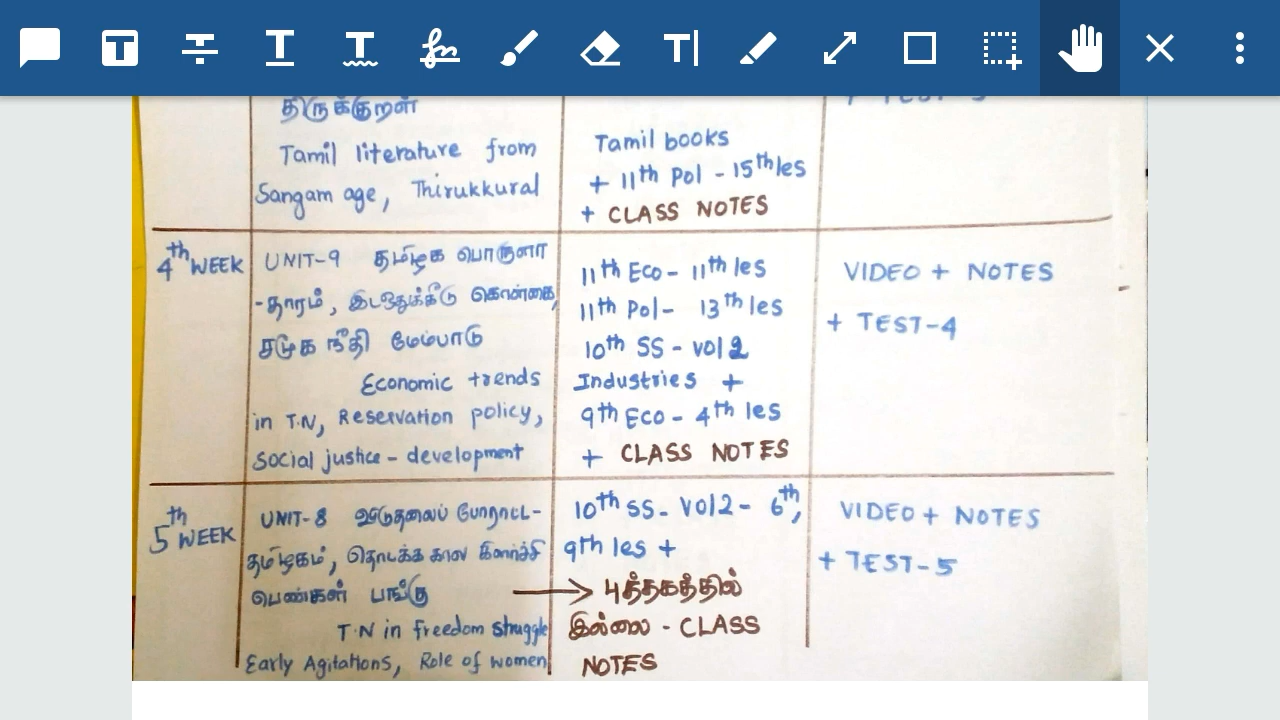 திருக்குறள்
Tamil literature from
Sangam age, Thirukkural
Tamil books
+ 11th Pol - 15th les
+ CLASS NOTES
4th WEEK
UNIT-9 தமிழக பொருளா
-தாரம், இடஒதுக்கீடு கொள்கை,
சமூக நீதி மேம்பாடு
Economic trends
in T.N, Reservation policy,
Social justice - development
11th Eco - 11th les
11th Pol - 13th les
10th SS - vol 2
Industries +
9th Eco - 4th les
+ CLASS NOTES
VIDEO + NOTES
+ TEST-4
5th WEEK
UNIT-8 விடுதலைப் போராட்ட-
தமிழகம், தொடக்க கால கிளர்ச்சி
பெண்கள் பங்கு
T.N in freedom struggle
Early Agitations, Role of women
10th SS - Vol 2 - 6th,
9th les +
→ புத்தகத்தில்
இல்லை - CLASS
NOTES
VIDEO + NOTES
+ TEST-5